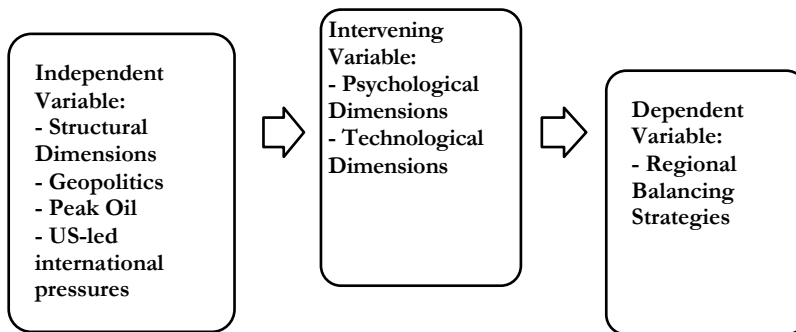 Independent
Variable:
- Structural
Dimensions
- Geopolitics
- Peak Oil
- US-led
international
pressures
Intervening
Variable:
- Psychological
Dimensions
- Technological
Dimensions
Dependent
Variable:
- Regional
Balancing
Strategies